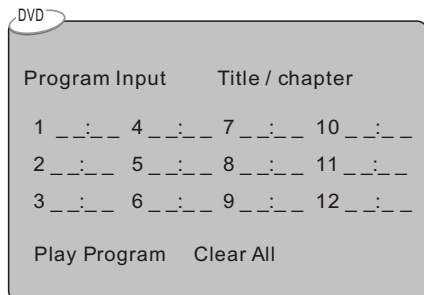 DVD
Program Input Title / chapter
1 _ _:_ _ 4 _ _:_ _ 7 _ _:_ _ 10 _ _:_ _
2 _ _:_ _ 5 _ _:_ _ 8 _ _:_ _ 11 _ _:_ _
3 _ _:_ _ 6 _ _:_ _ 9 _ _:_ _ 12 _ _:_ _
Play Program Clear All